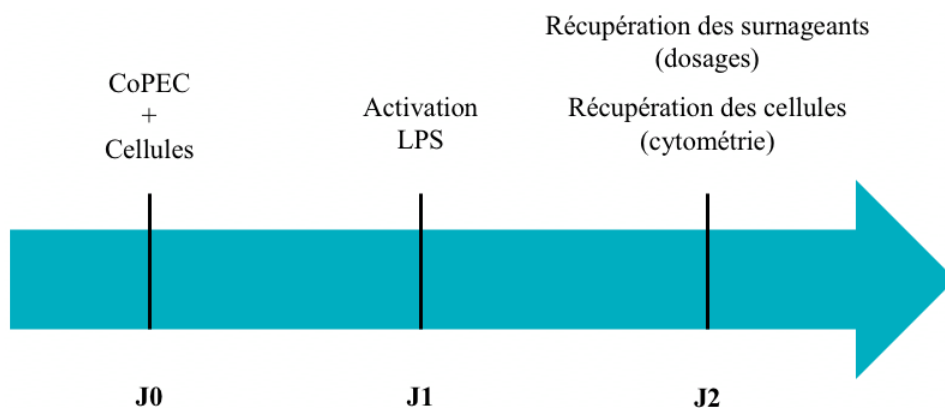 CoPEC
+
Cellules
Activation
LPS
Récupération des surnageants
(dosages)
Récupération des cellules
(cytométrie)
J0
J1
J2